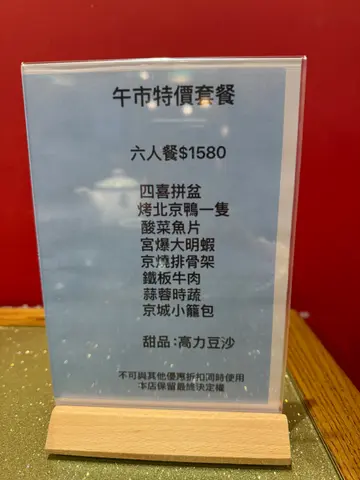 午市特價套餐
六人餐$1580
四喜拼盆
烤北京鴨一隻
酸菜魚片
宮爆大明蝦
京燒排骨架
鐵板牛肉
蒜蓉時蔬
京城小籠包
甜品:高力豆沙
不可與其他優惠折扣同時使用
本店保留最終決定權